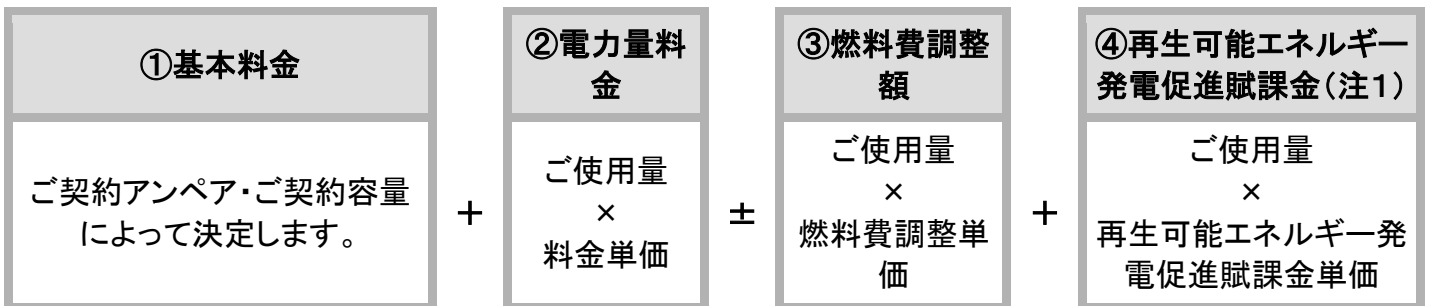 ①基本料金
ご契約アンペア・ご契約容量
によって決定します。
+
②電力量料
金
ご使用量
×
料金単価
±
③燃料費調整
額
ご使用量
×
燃料費調整単
価
+
④再生可能エネルギー
発電促進賦課金(注1)
ご使用量
×
再生可能エネルギー発
電促進賦課金単価